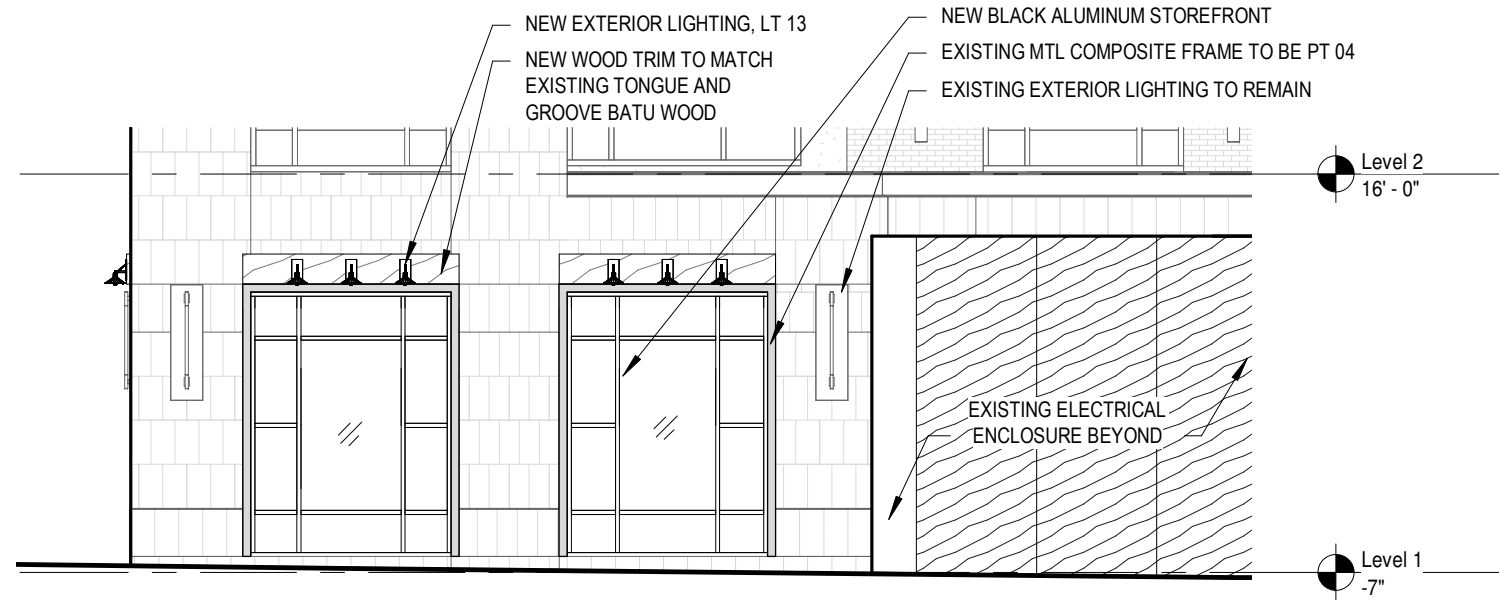 NEW EXTERIOR LIGHTING, LT 13
NEW WOOD TRIM TO MATCH
EXISTING TONGUE AND
GROOVE BATU WOOD
NEW BLACK ALUMINUM STOREFRONT
EXISTING MTL COMPOSITE FRAME TO BE PT 04
EXISTING EXTERIOR LIGHTING TO REMAIN
Level 2
16' - 0"
EXISTING ELECTRICAL
ENCLOSURE BEYOND
Level 1
-7"